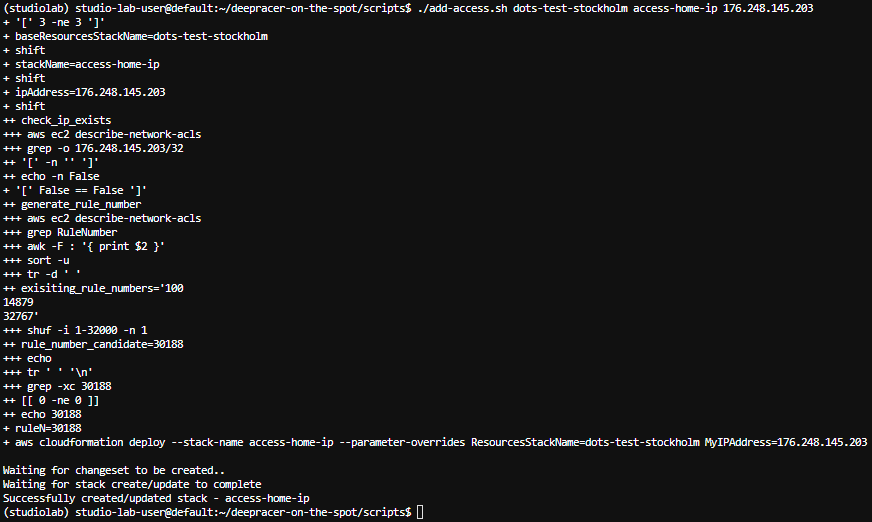 (studiolab) studio-lab-user@default:~/deepracer-on-the-spot/scripts$ ./add-access.sh dots-test-stockholm access-home-ip 176.248.145.203
+ '[' 3 -ne 3 ']'
+ baseResourcesStackName=dots-test-stockholm
+ shift
+ stackName=access-home-ip
+ shift
+ ipAddress=176.248.145.203
+ shift
++ check_ip_exists
+++ aws ec2 describe-network-acls
+++ grep -o 176.248.145.203/32
++ '[' -n '' ']'
++ echo -n False
+ '[' False == False ']'
++ generate_rule_number
+++ aws ec2 describe-network-acls
+++ grep RuleNumber
+++ awk -F : '{ print $2 }'
+++ sort -u
+++ tr -d ' '
++ exisiting_rule_numbers='100
14879
32767'
+++ shuf -i 1-32000 -n 1
++ rule_number_candidate=30188
+++ echo
+++ tr ' ' '\n'
+++ grep -xc 30188
++ [[ 0 -ne 0 ]]
++ echo 30188
+ ruleN=30188
+ aws cloudformation deploy --stack-name access-home-ip --parameter-overrides ResourcesStackName=dots-test-stockholm MyIPAddress=176.248.145.203
Waiting for changeset to be created..
Waiting for stack create/update to complete
Successfully created/updated stack - access-home-ip
(studiolab) studio-lab-user@default:~/deepracer-on-the-spot/scripts$